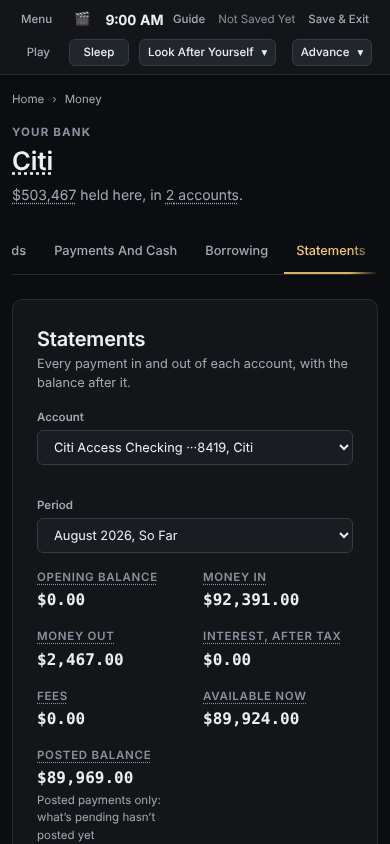 Menu 🎬 9:00 AM Guide Not Saved Yet Save & Exit
Play Sleep Look After Yourself ▾ Advance ▾
Home › Money
YOUR BANK
Citi
$503,467 held here, in 2 accounts.
ds Payments And Cash Borrowing Statements
Statements
Every payment in and out of each account, with the
balance after it.
Account
Citi Access Checking ···8419, Citi
Period
August 2026, So Far
OPENING BALANCE MONEY IN
$0.00 $92,391.00
MONEY OUT INTEREST, AFTER TAX
$2,467.00 $0.00
FEES AVAILABLE NOW
$0.00 $89,924.00
POSTED BALANCE
$89,969.00
Posted payments only:
what's pending hasn't
posted yet